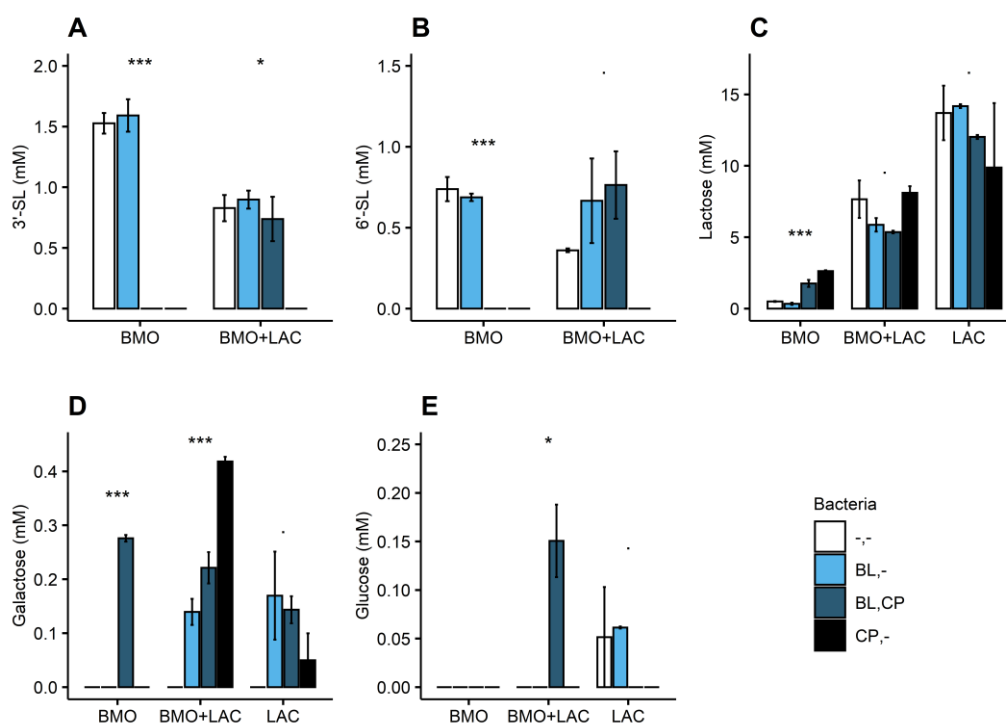 A
2.0
1.5
1.0
0.5
0.0
3'-SL (mM)
***
*
BMO
BMO+LAC
B
1.5
1.0
0.5
0.0
6'-SL (mM)
***
.
BMO
BMO+LAC
C
15
10
5
0
Lactose (mM)
***
.
.
BMO
BMO+LAC
LAC
D
0.4
0.3
0.2
0.1
0.0
Galactose (mM)
***
***
.
BMO
BMO+LAC
LAC
E
0.25
0.20
0.15
0.10
0.05
0.00
Glucose (mM)
*
.
BMO
BMO+LAC
LAC
Bacteria
-,-
BL,-
BL,CP
CP,-